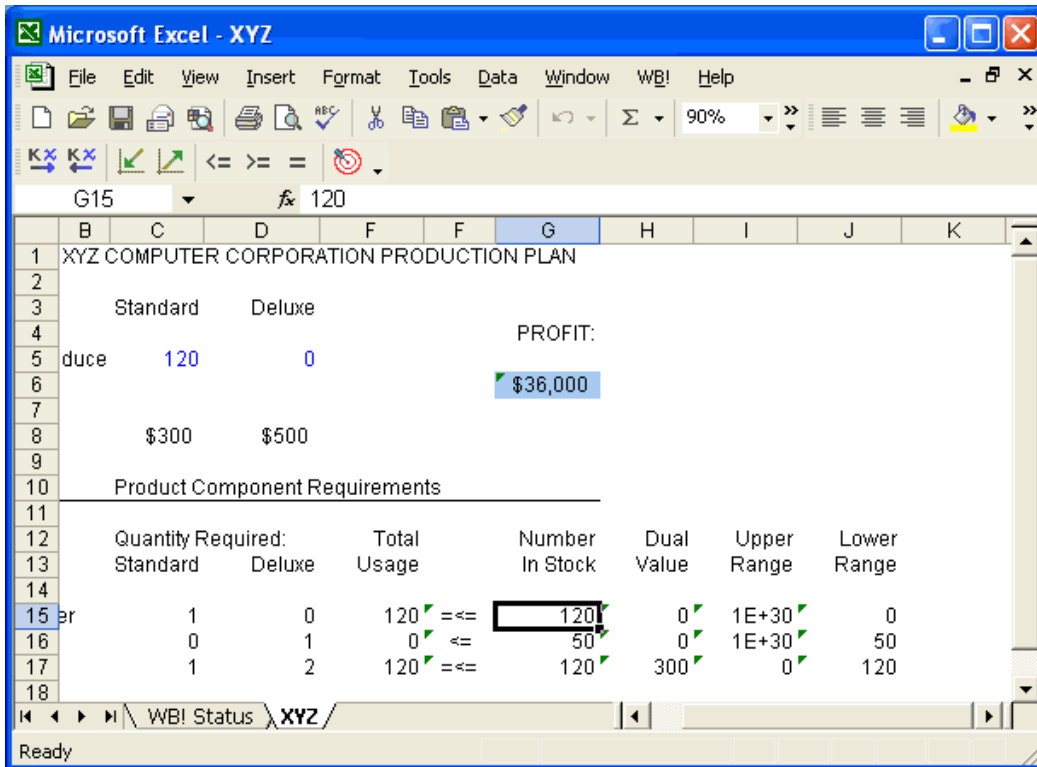 Microsoft Excel - XYZ
File Edit View Insert Format Tools Data Window WB! Help
ABC Σ 90% »  »
K× K× <= >= =
G15 fx 120
B C D F F G H I J K
1 XYZ COMPUTER CORPORATION PRODUCTION PLAN
2
3 Standard Deluxe
4 PROFIT:
5 duce 120 0
6 $36,000
7
8 $300 $500
9
10 Product Component Requirements
11
12 Quantity Required: Total Number Dual Upper Lower
13 Standard Deluxe Usage In Stock Value Range Range
14
15 er 1 0 120 =<= 120 0 1E+30 0
16 0 1 0 <= 50 0 1E+30 50
17 1 2 120 =<= 120 300 0 120
18
WB! Status XYZ
Ready